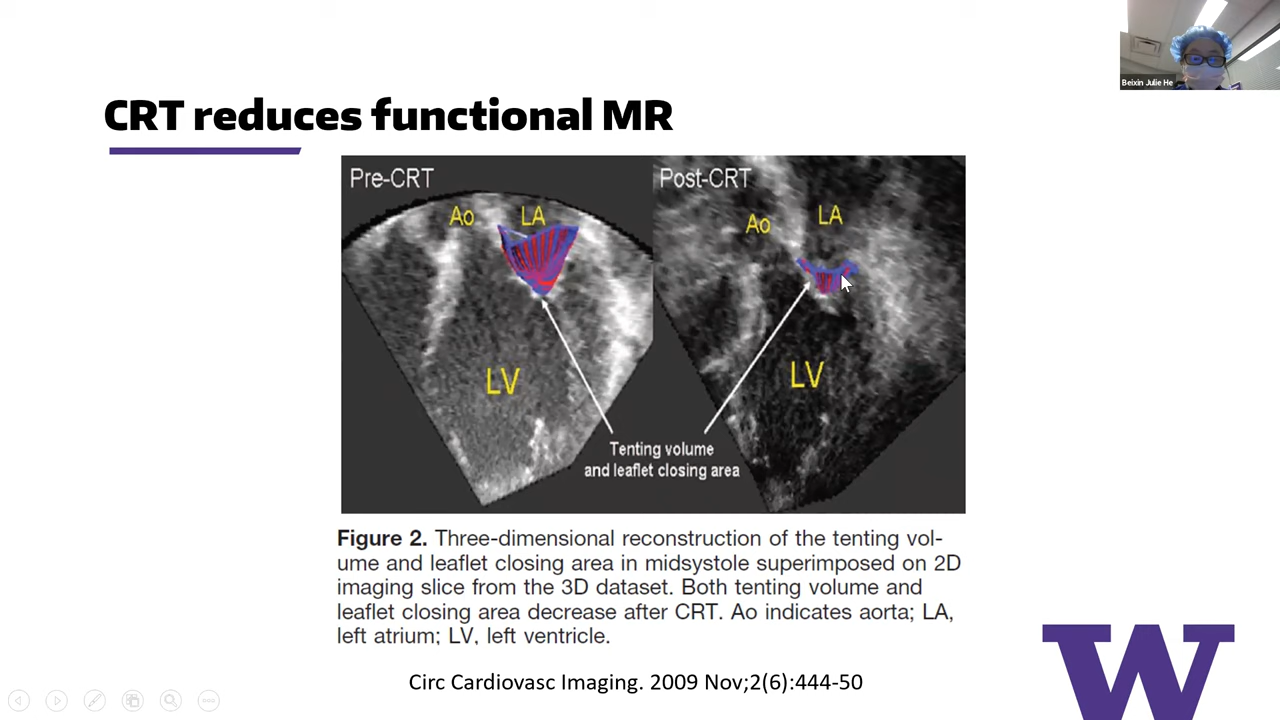 Beixin Julie He
CRT reduces functional MR
Pre-CRT
Post-CRT
Ao
LA
Ao
LA
LV
LV
Tenting volume
and leaflet closing area
Figure 2. Three-dimensional reconstruction of the tenting vol-
ume and leaflet closing area in midsystole superimposed on 2D
imaging slice from the 3D dataset. Both tenting volume and
leaflet closing area decrease after CRT. Ao indicates aorta; LA,
left atrium; LV, left ventricle.
Circ Cardiovasc Imaging. 2009 Nov;2(6):444-50
W